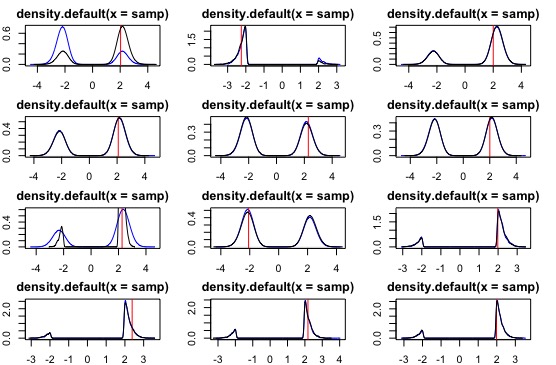 density.default(x = samp) density.default(x = samp) density.default(x = samp)
0.0 0.6 0.0 1.5 0.0 0.5
-4 -2 0 2 4 -3 -2 -1 0 1 2 3 -4 -2 0 2 4
density.default(x = samp) density.default(x = samp) density.default(x = samp)
0.0 0.4 0.0 0.3 0.0 0.3
-4 -2 0 2 4 -4 -2 0 2 4 -4 -2 0 2 4
density.default(x = samp) density.default(x = samp) density.default(x = samp)
0.0 0.4 0.0 0.4 0.0 1.5
-4 -2 0 2 4 -4 -2 0 2 4 -3 -2 -1 0 1 2 3
density.default(x = samp) density.default(x = samp) density.default(x = samp)
0.0 2.0 0.0 2.0 0.0 2.0
-3 -2 -1 0 1 2 3 -3 -2 -1 0 1 2 3 4 -4 -3 -2 -1 0 1 2 3